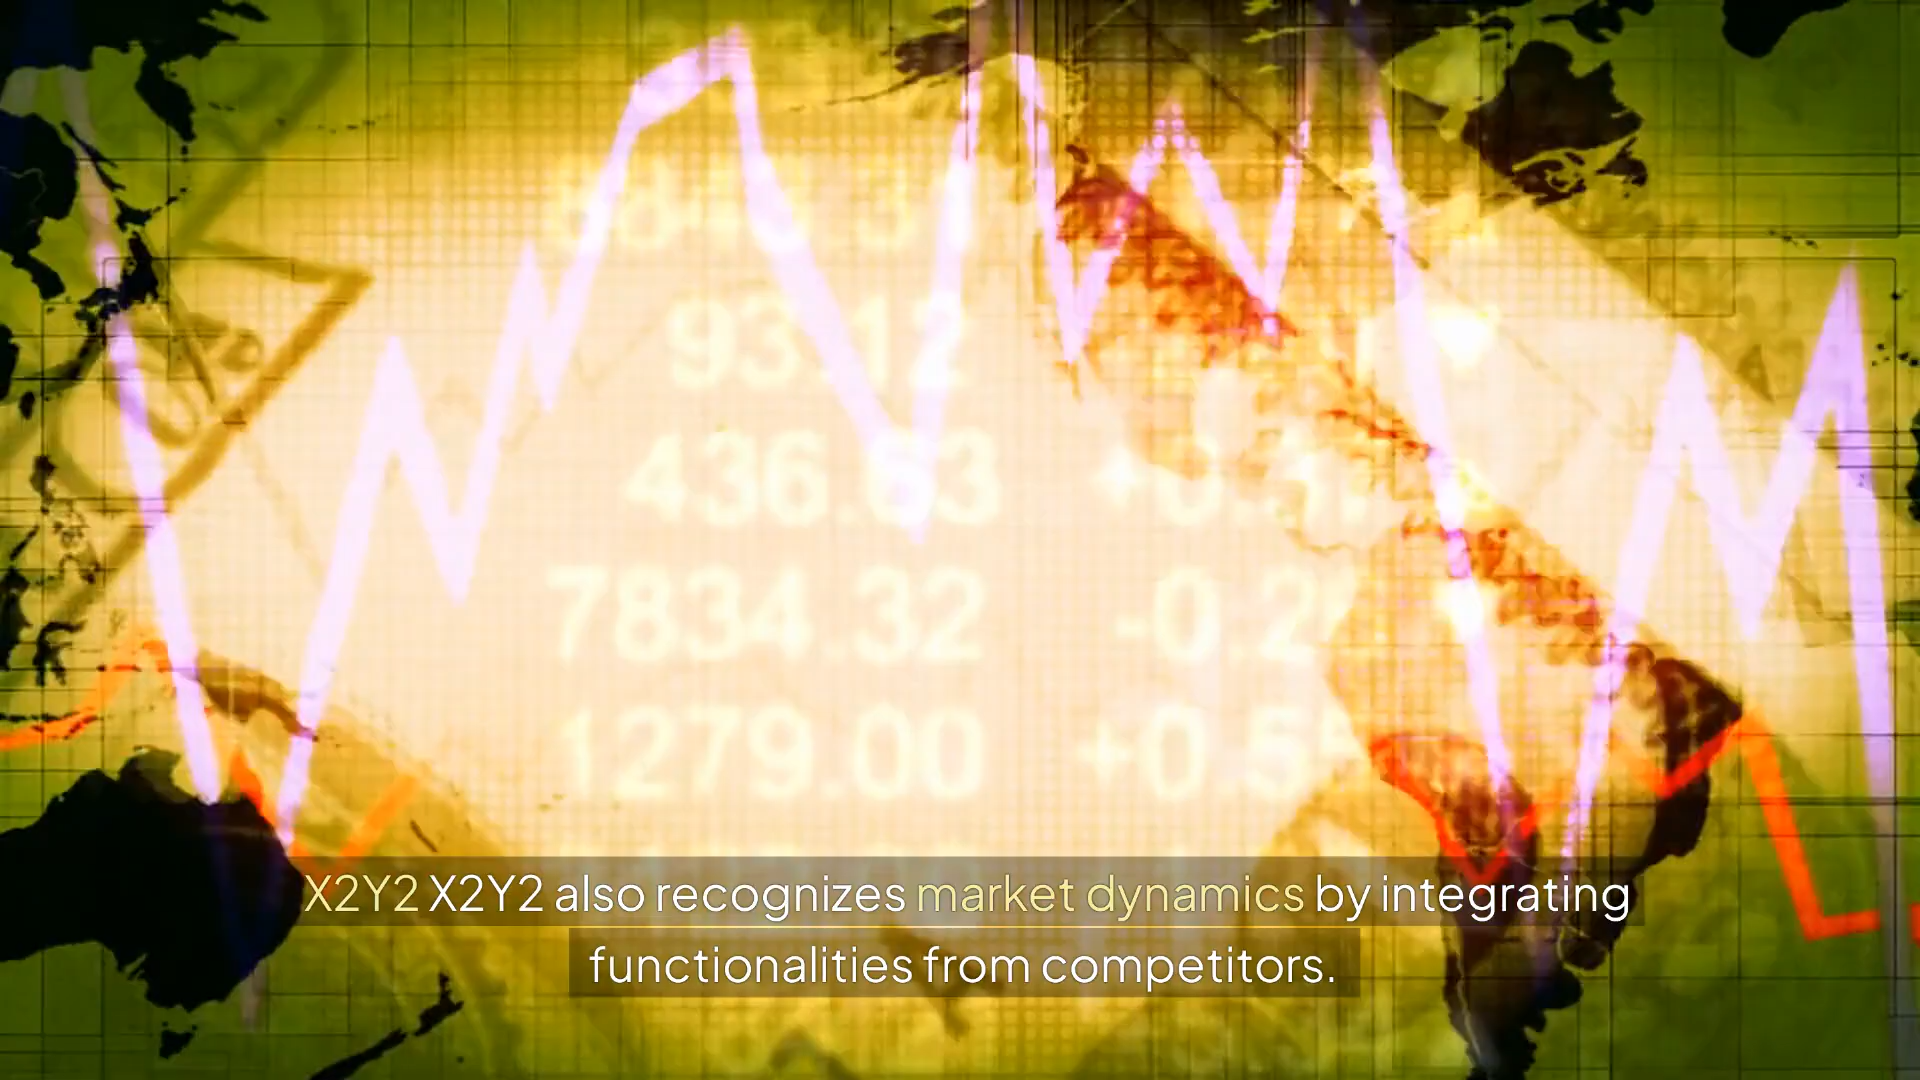 93.12
436.63
7834.32
1279.00 +0.5
X2Y2 X2Y2 also recognizes market dynamics by integrating
functionalities from competitors.